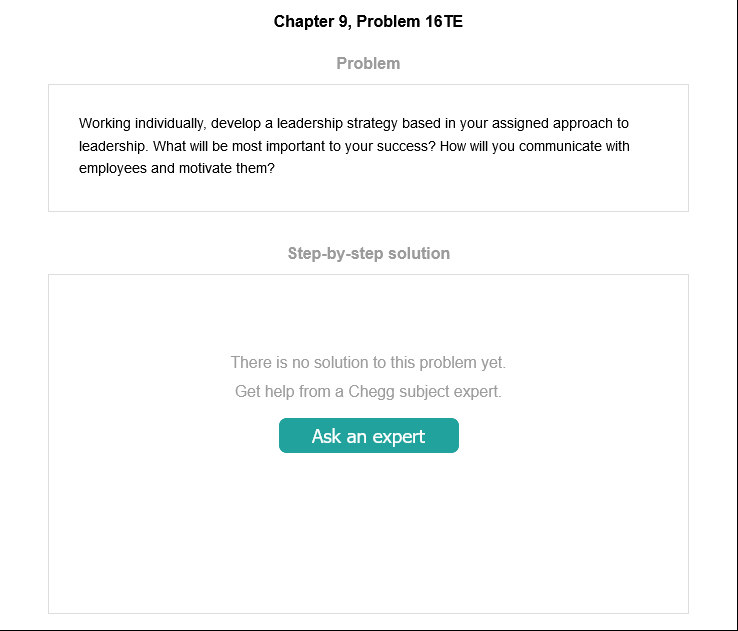 Chapter 9, Problem 16TE
Problem
Working individually, develop a leadership strategy based in your assigned approach to
leadership. What will be most important to your success? How will you communicate with
employees and motivate them?
Step-by-step solution
There is no solution to this problem yet.
Get help from a Chegg subject expert.
Ask an expert